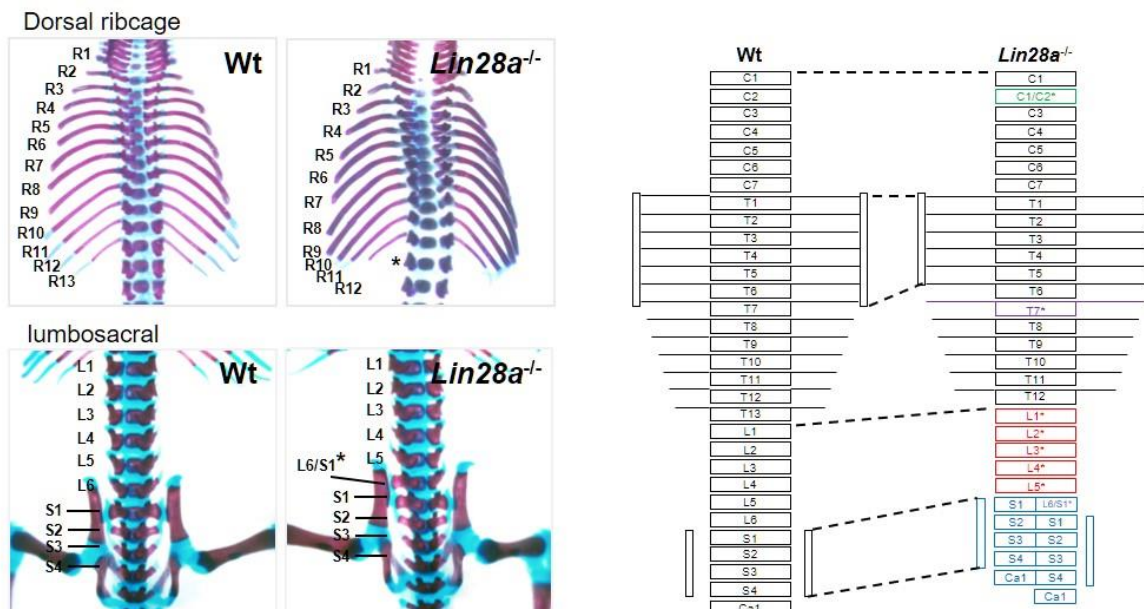 Dorsal ribcage
Wt
R1
R2
R3
R4
R5
R6
R7
R8
R9
R10
R11
R12
R13
Lin28a-/-
R1
R2
R3
R4
R5
R6
R7
R8
R9
R10
R11
R12
*
lumbosacral
Wt
L1
L2
L3
L4
L5
L6
S1
S2
S3
S4
Lin28a-/-
L1
L2
L3
L4
L5
L6/S1*
S1
S2
S3
S4
Wt
C1
C2
C3
C4
C5
C6
C7
T1
T2
T3
T4
T5
T6
T7
T8
T9
T10
T11
T12
T13
L1
L2
L3
L4
L5
L6
S1
S2
S3
S4
Ca1
Lin28a-/-
C1
C1/C2*
C3
C4
C5
C6
C7
T1
T2
T3
T4
T5
T6
T7*
T8
T9
T10
T11
T12
L1*
L2*
L3*
L4*
L5*
S1 L6/S1*
S2 S1
S3 S2
S4 S3
Ca1 S4
Ca1